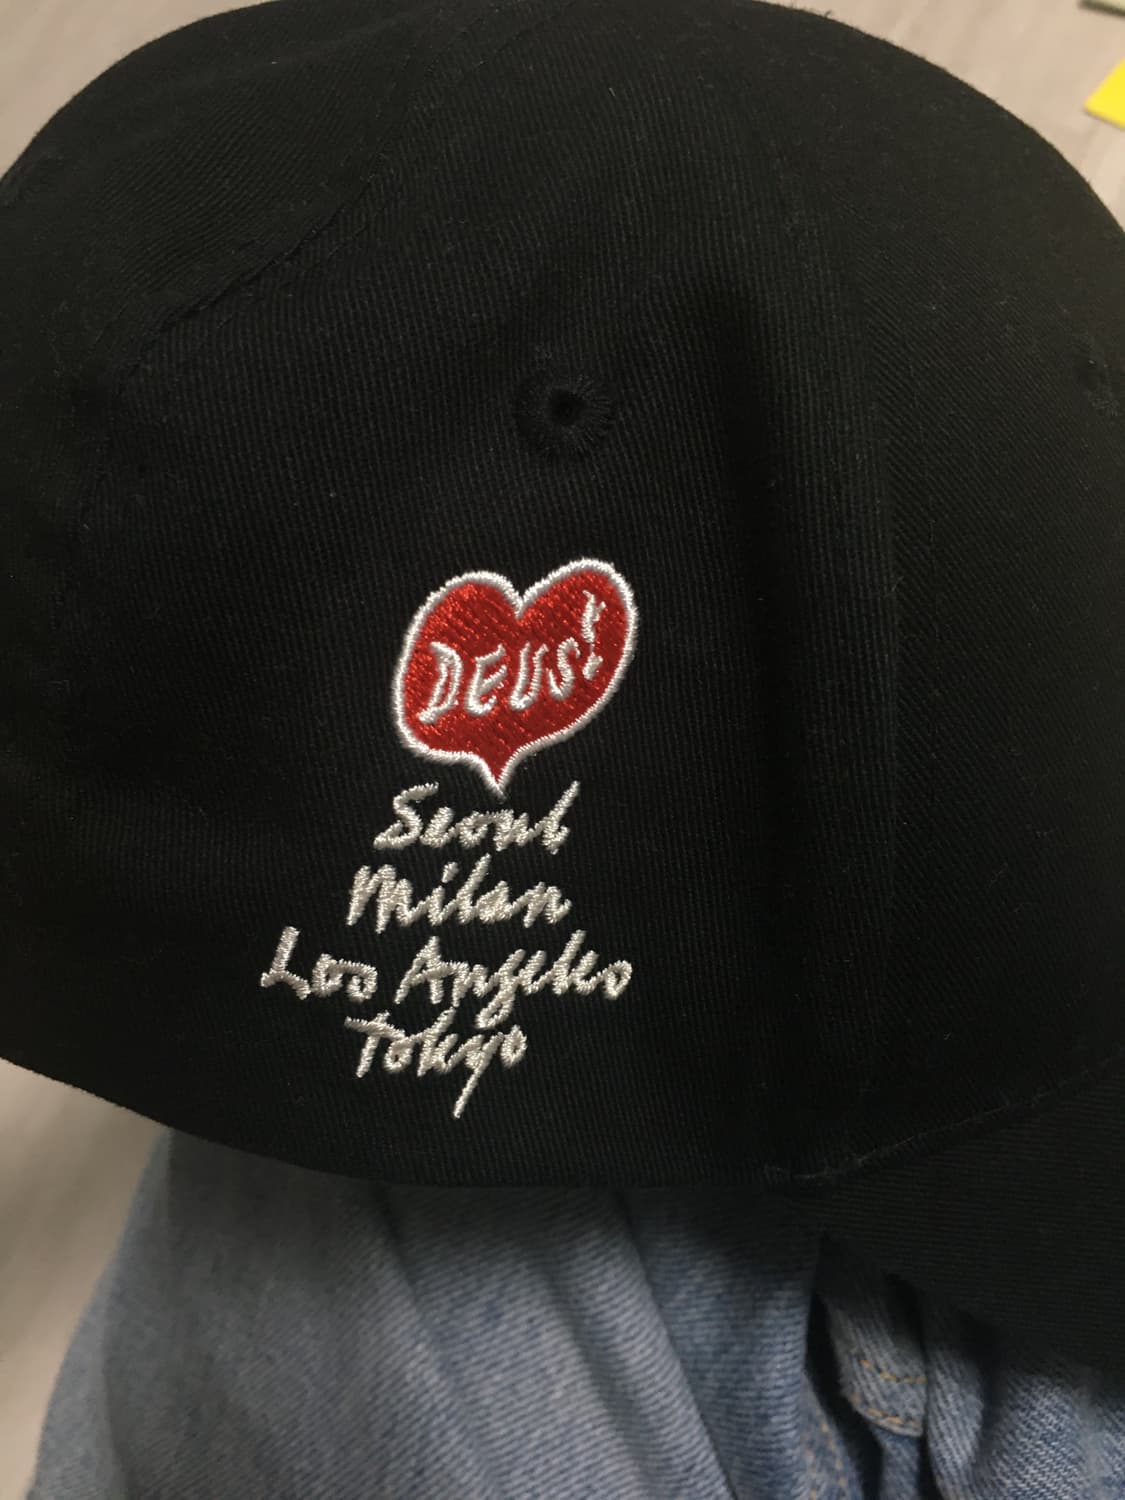 DEUS!
Seoul
Milan
Los Angeles
Tokyo